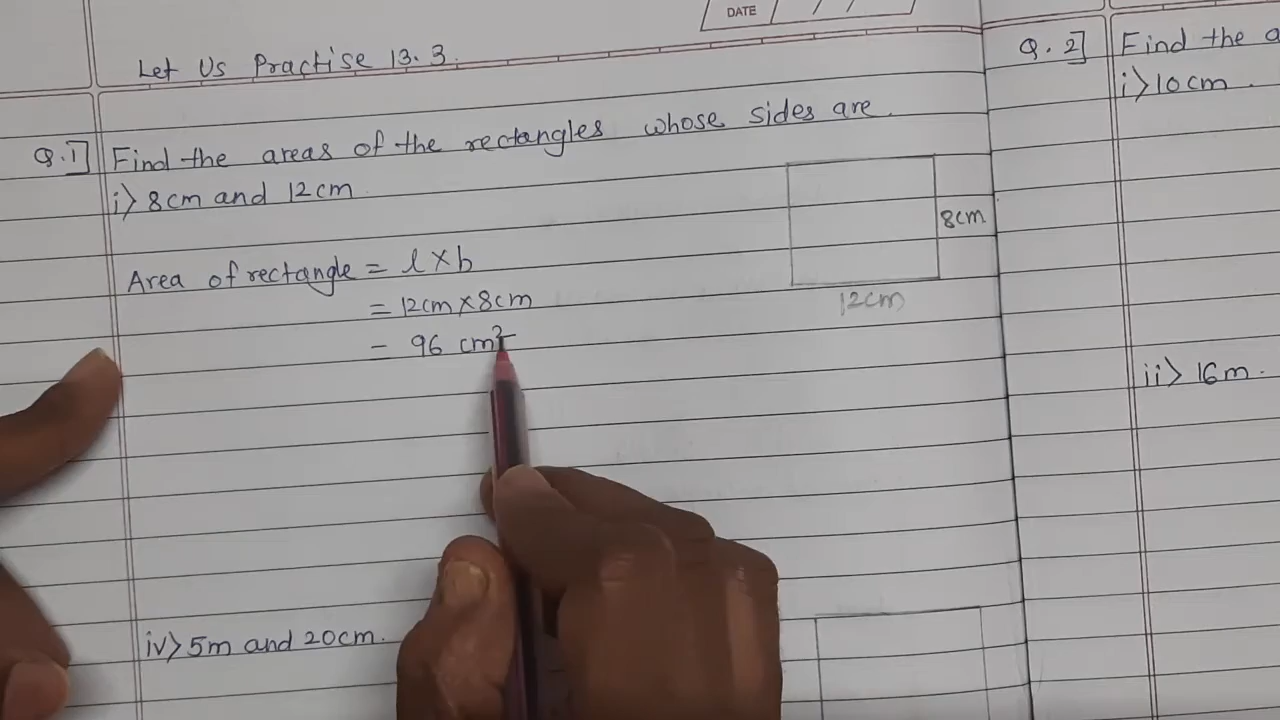 DATE
Let Us Practise 13.3.
Q.1] Find the areas of the rectangles whose sides are.
i> 8cm and 12cm
8cm
12cm
Area of rectangle = l×b
= 12cm×8cm
= 96 cm²
iv> 5m and 20cm.
Q.2] Find the
i> 10cm.
ii> 16m.